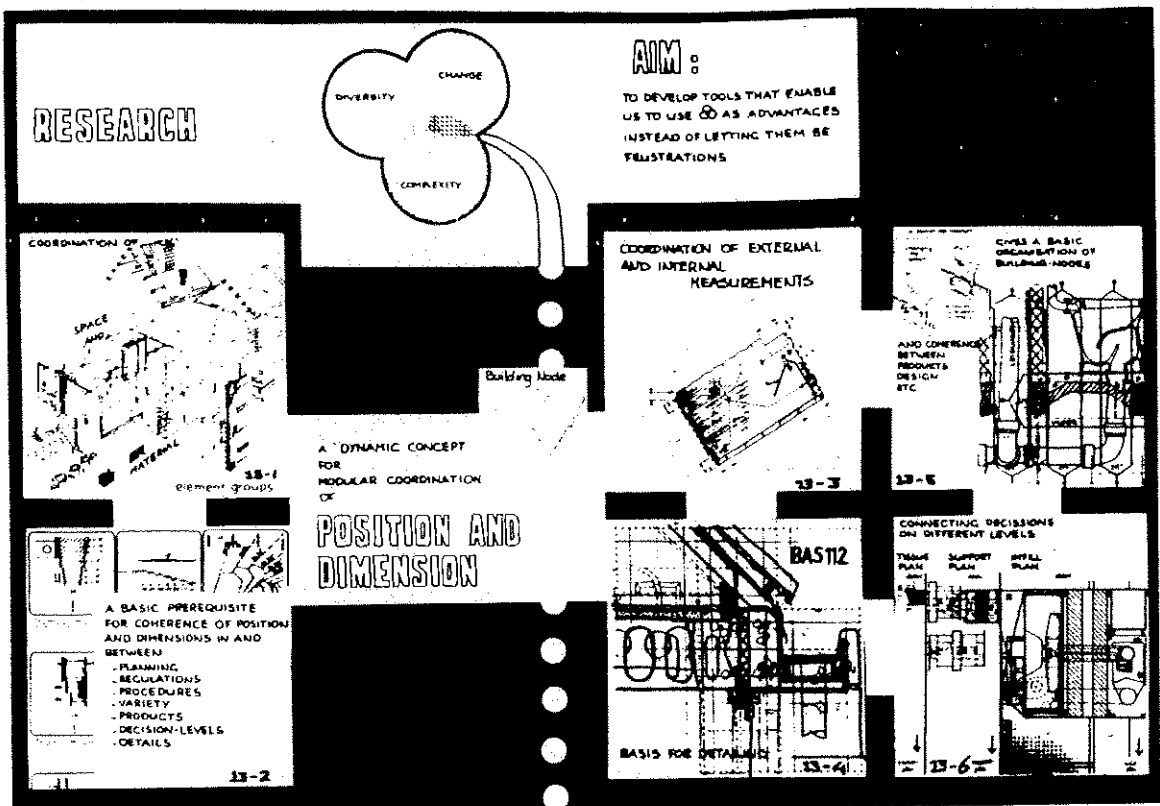 RESEARCH
DIVERSITY
CHANGE
COMPLEXITY
AIM :
TO DEVELOP TOOLS THAT ENABLE
US TO USE AS ADVANTAGES
INSTEAD OF LETTING THEM BE
FRUSTRATIONS
COORDINATION OF
SPACE
AND
MATERIAL
13-1
element groups
Building Node
A DYNAMIC CONCEPT
FOR
MODULAR COORDINATION
OF
POSITION AND
DIMENSION
A BASIC PREREQUISITE
FOR COHERENCE OF POSITION
AND DIMENSIONS IN AND
BETWEEN
- PLANNING
- REGULATIONS
- PROCEDURES
- VARIETY
- PRODUCTS
- DECISION-LEVELS
- DETAILS
13-2
COORDINATION OF EXTERNAL
AND INTERNAL
MEASUREMENTS
13-3
BAS112
BASIS FOR DETAILING
13-4
GIVES A BASIC
ORGANISATION OF
BUILDING-NODES
AND COHERENCE
BETWEEN
PRODUCTS
DESIGN
ETC
13-5
CONNECTING DECISSIONS
ON DIFFERENT LEVELS
TISSUE PLAN
SUPPORT PLAN
INFILL PLAN
13-6